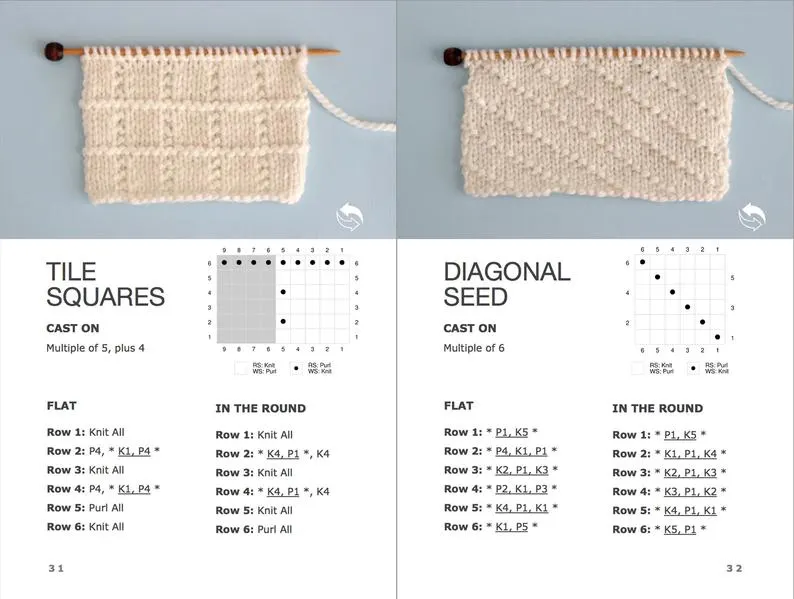 TILE
SQUARES
CAST ON
Multiple of 5, plus 4
9 8 7 6 5 4 3 2 1
6 6
5 5
4 4
3 3
2 2
1 1
9 8 7 6 5 4 3 2 1
RS: Knit
WS: Purl
RS: Purl
WS: Knit
FLAT
Row 1: Knit All
Row 2: P4, * K1, P4 *
Row 3: Knit All
Row 4: P4, * K1, P4 *
Row 5: Purl All
Row 6: Knit All
IN THE ROUND
Row 1: Knit All
Row 2: * K4, P1 *, K4
Row 3: Knit All
Row 4: * K4, P1 *, K4
Row 5: Knit All
Row 6: Purl All
31
DIAGONAL
SEED
CAST ON
Multiple of 6
6 5 4 3 2 1
6
5
4
3
2
1
6 5 4 3 2 1
RS: Knit
WS: Purl
RS: Purl
WS: Knit
FLAT
Row 1: * P1, K5 *
Row 2: * P4, K1, P1 *
Row 3: * K2, P1, K3 *
Row 4: * P2, K1, P3 *
Row 5: * K4, P1, K1 *
Row 6: * K1, P5 *
IN THE ROUND
Row 1: * P1, K5 *
Row 2: * K1, P1, K4 *
Row 3: * K2, P1, K3 *
Row 4: * K3, P1, K2 *
Row 5: * K4, P1, K1 *
Row 6: * K5, P1 *
32